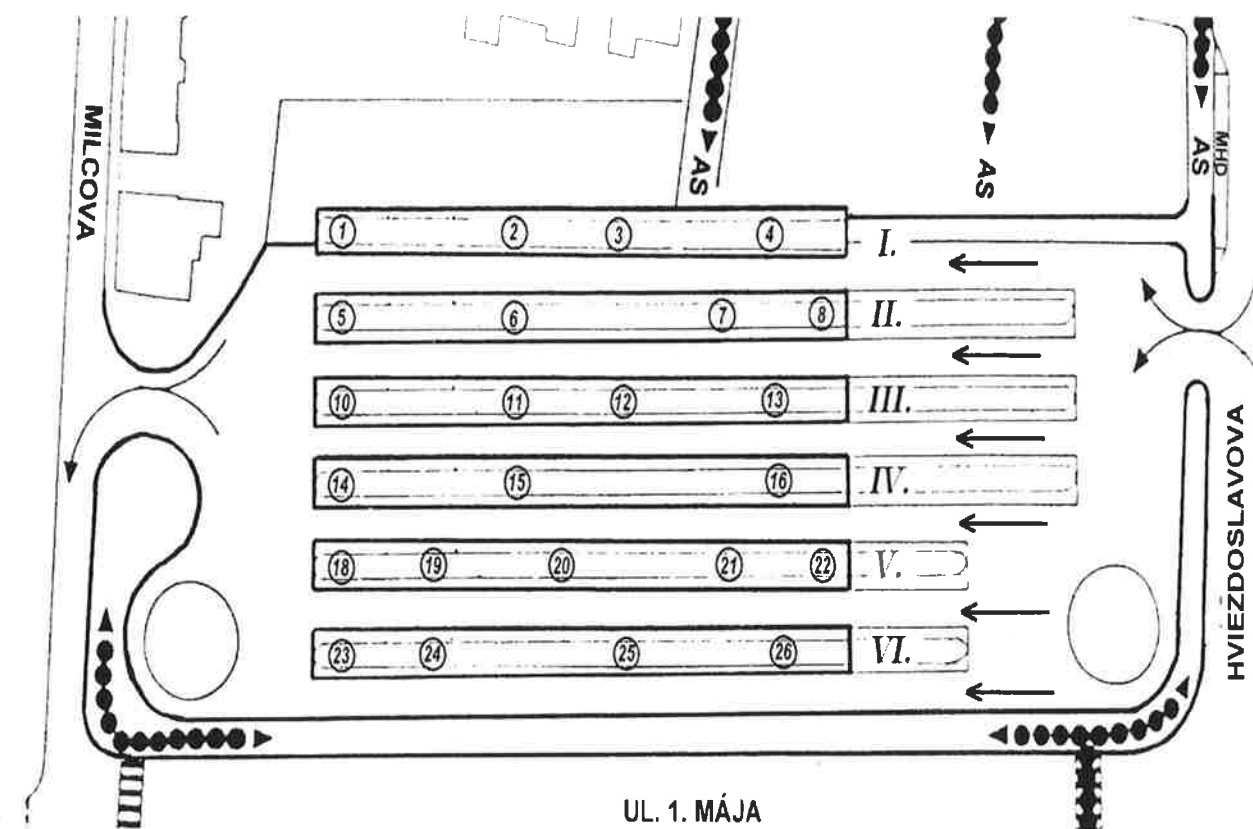 MILCOVA
AS
AS
AS
MHD
1 2 3 4 I.
5 6 7 8 II.
10 11 12 13 III.
14 15 16 IV.
18 19 20 21 22 V.
23 24 25 26 VI.
HVIEZDOSLAVOVA
UL. 1. MÁJA